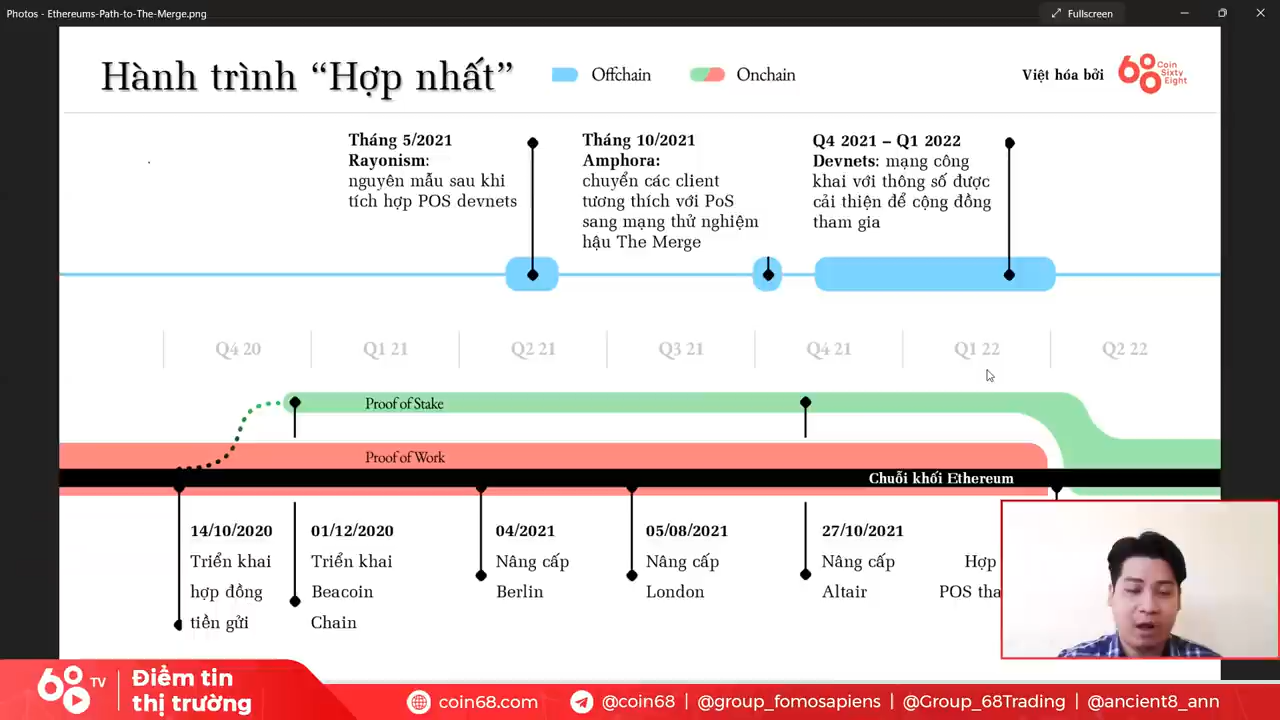 Photos - Ethereums-Path-to-The-Merge.png
Fullscreen
Hành trình “Hợp nhất”
Offchain
Onchain
Việt hóa bởi
68
Coin
Sixty
Eight
Tháng 5/2021
Rayonism:
nguyên mẫu sau khi
tích hợp POS devnets
Tháng 10/2021
Amphora:
chuyển các client
tương thích với PoS
sang mạng thử nghiệm
hậu The Merge
Q4 2021 – Q1 2022
Devnets: mạng công
khai với thông số được
cải thiện để cộng đồng
tham gia
Q4 20
Q1 21
Q2 21
Q3 21
Q4 21
Q1 22
Q2 22
Proof of Stake
Proof of Work
Chuỗi khối Ethereum
14/10/2020
Triển khai
hợp đồng
tiền gửi
01/12/2020
Triển khai
Beacoin
Chain
04/2021
Nâng cấp
Berlin
05/08/2021
Nâng cấp
London
27/10/2021
Nâng cấp
Altair
Hợp
POS tha
68 TV
Điểm tin
thị trường
coin68.com
@coin68 | @group_fomosapiens | @Group_68Trading | @ancient8_ann